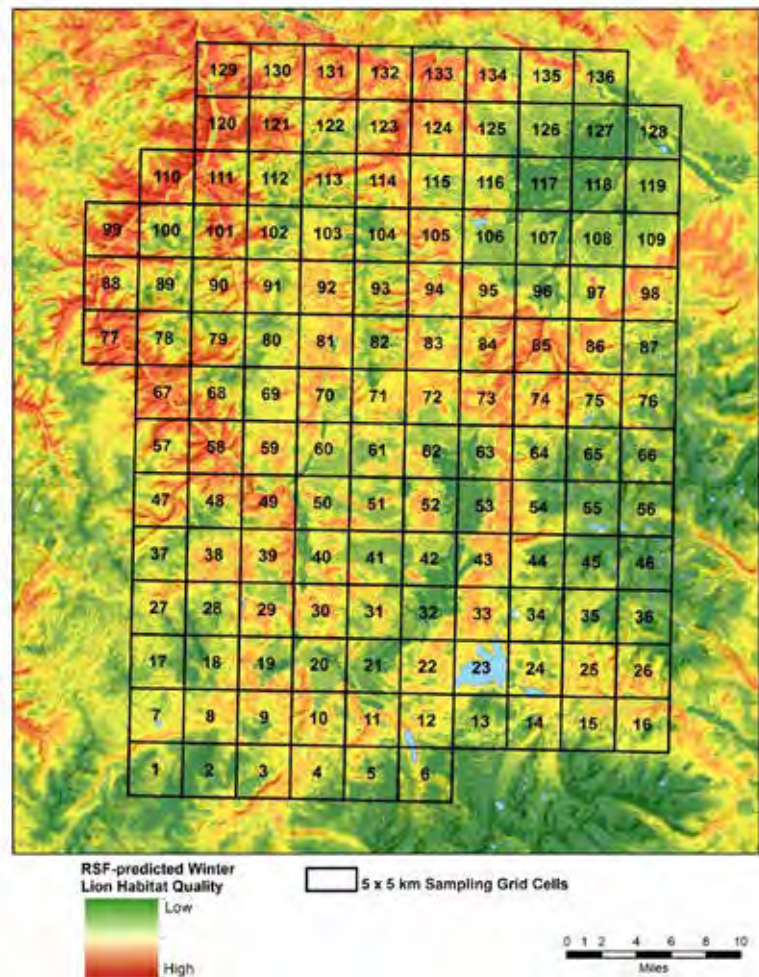 129 130 131 132 133 134 135 136
120 121 122 123 124 125 126 127 128
110 111 112 113 114 115 116 117 118 119
99 100 101 102 103 104 105 106 107 108 109
88 89 90 91 92 93 94 95 96 97 98
77 78 79 80 81 82 83 84 85 86 87
67 68 69 70 71 72 73 74 75 76
57 58 59 60 61 62 63 64 65 66
47 48 49 50 51 52 53 54 55 56
37 38 39 40 41 42 43 44 45 46
27 28 29 30 31 32 33 34 35 36
17 18 19 20 21 22 23 24 25 26
7 8 9 10 11 12 13 14 15 16
1 2 3 4 5 6
RSF-predicted Winter
Lion Habitat Quality
Low
High
5 x 5 km Sampling Grid Cells
0 1 2 4 6 8 10
Miles